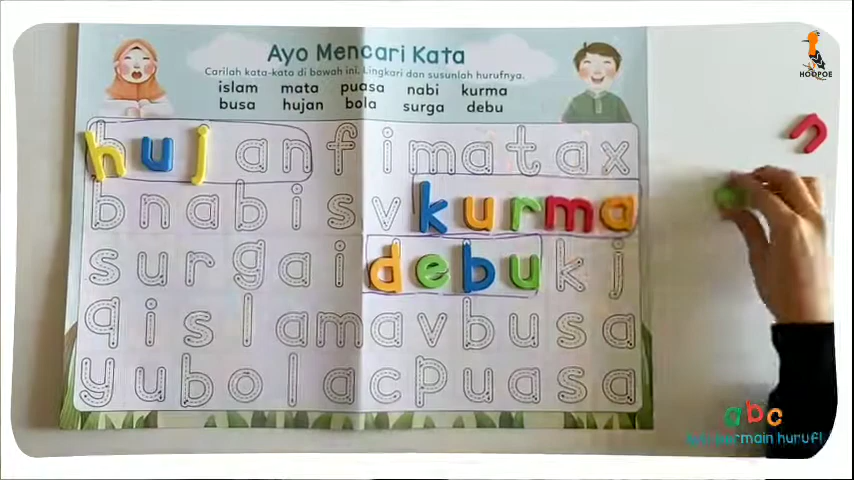 Ayo Mencari Kata
Carilah kata-kata di bawah ini. Lingkari dan susunlah hurufnya.
islam mata puasa nabi kurma
busa hujan bola surga debu
hujanfimatax
bnabisvkurma
surgaidebukj
qislamavbusa
yubolacpuasa
HOOPOE
abc
bermain huruf!